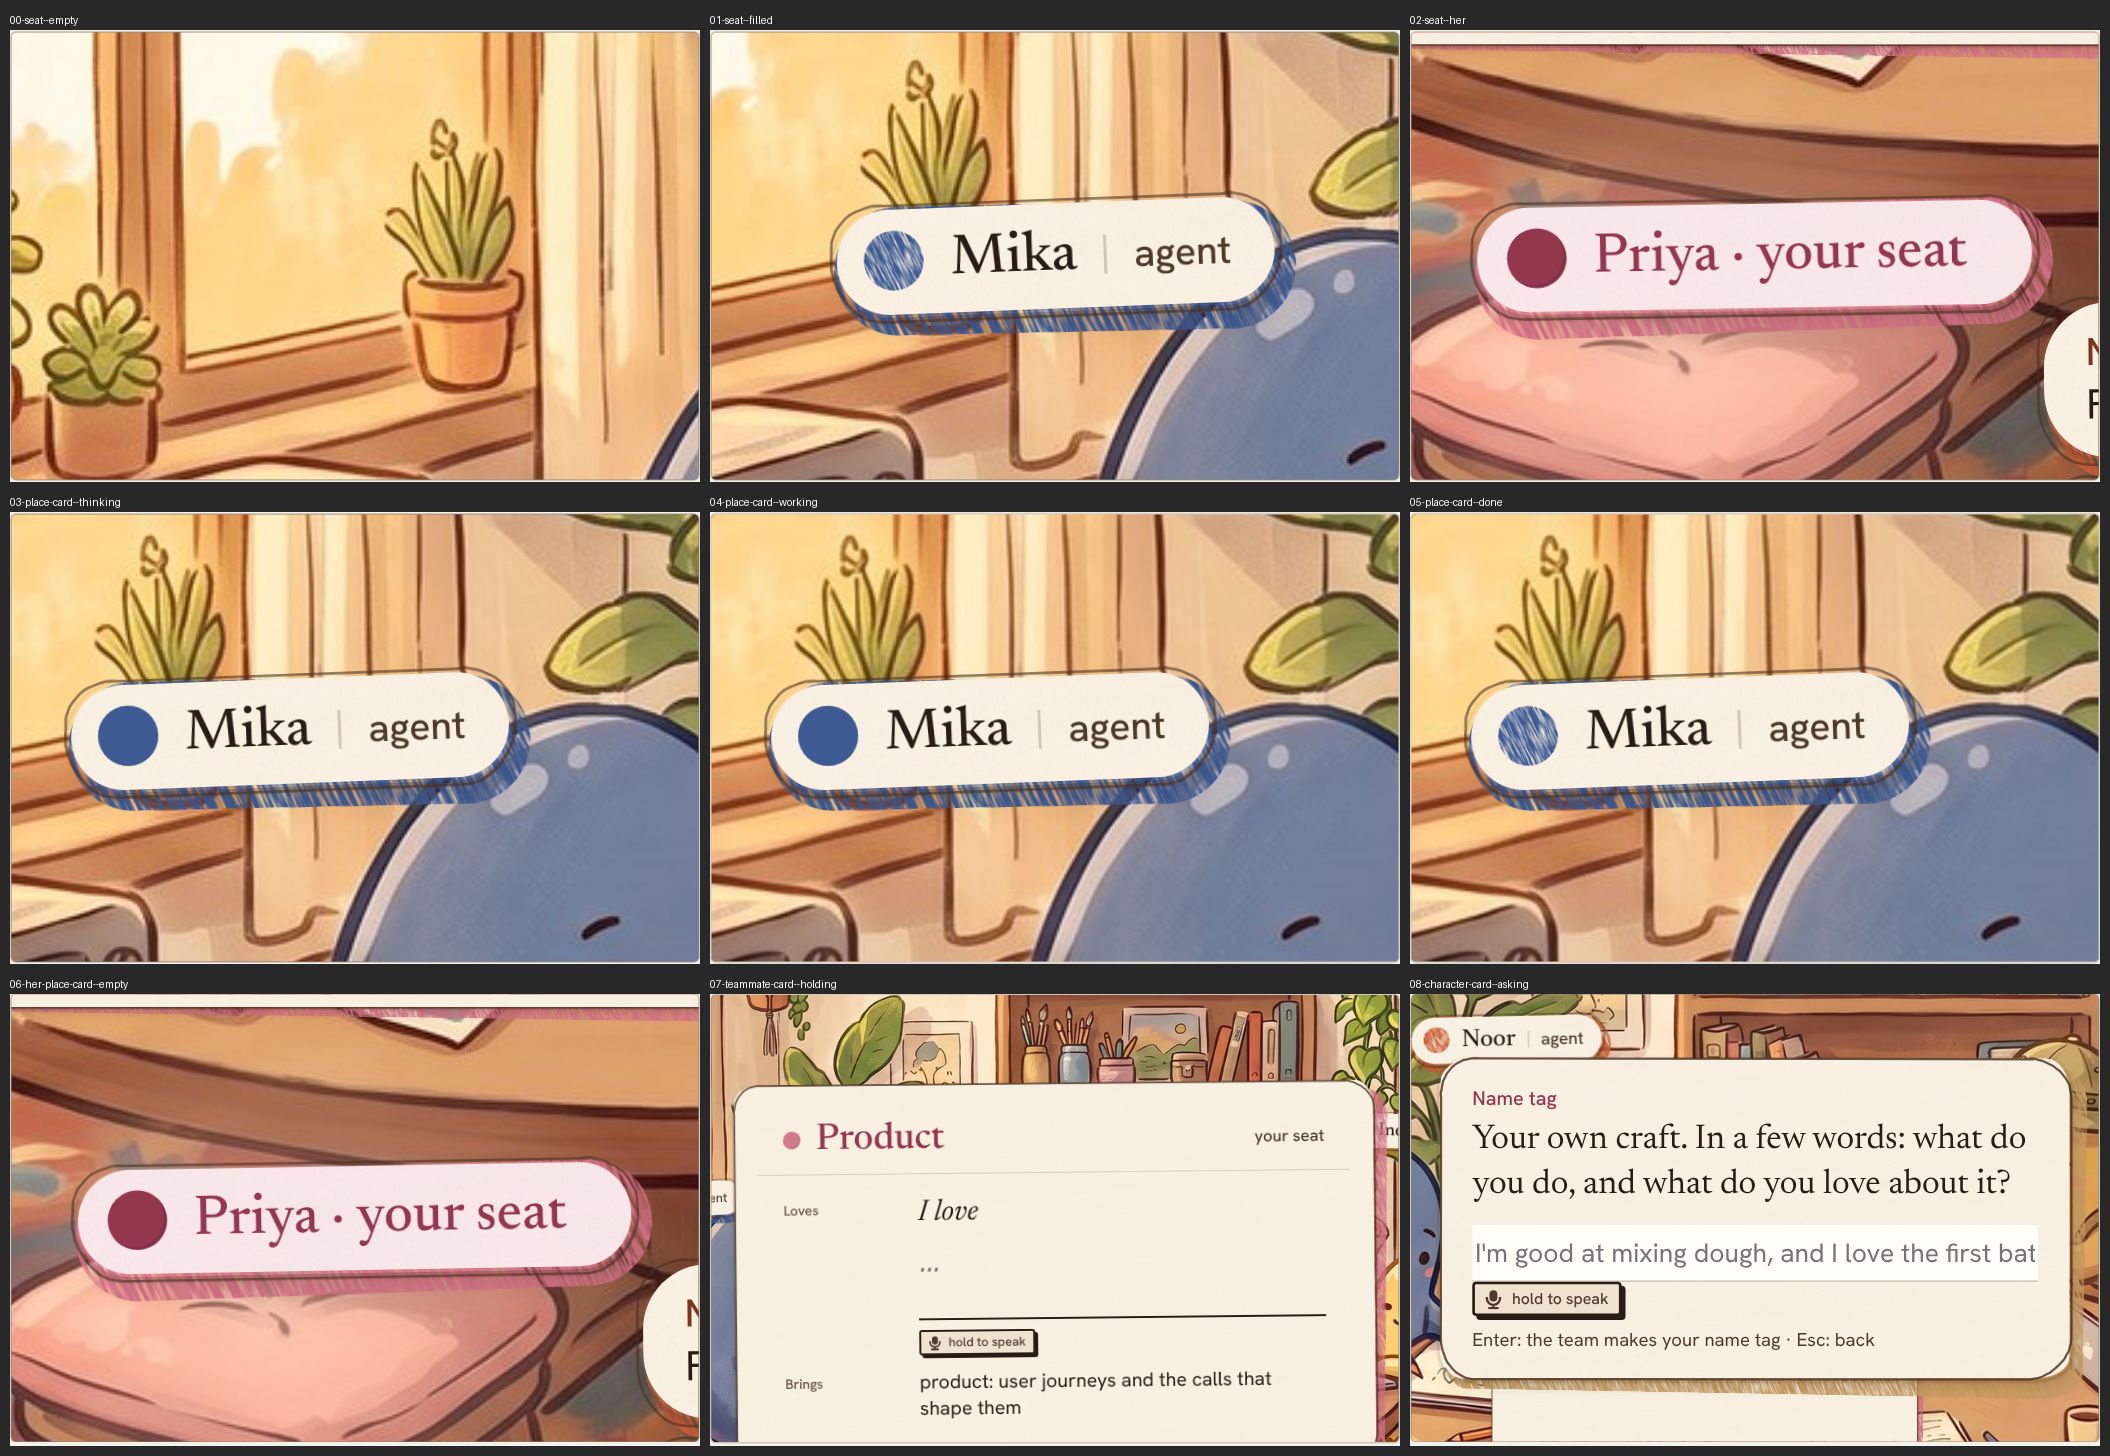 00-seat--empty
01-seat--filled
02-seat--her
Mika | agent
Priya · your seat
03-place-card--thinking
04-place-card--working
05-place-card--done
Mika | agent
Mika | agent
Mika | agent
06-her-place-card--empty
07-teammate-card--holding
08-character-card--asking
Priya · your seat
Product
your seat
Loves
I love
...
hold to speak
Brings
product: user journeys and the calls that
shape them
Noor | agent
Name tag
Your own craft. In a few words: what do
you do, and what do you love about it?
I'm good at mixing dough, and I love the first bat
hold to speak
Enter: the team makes your name tag · Esc: back